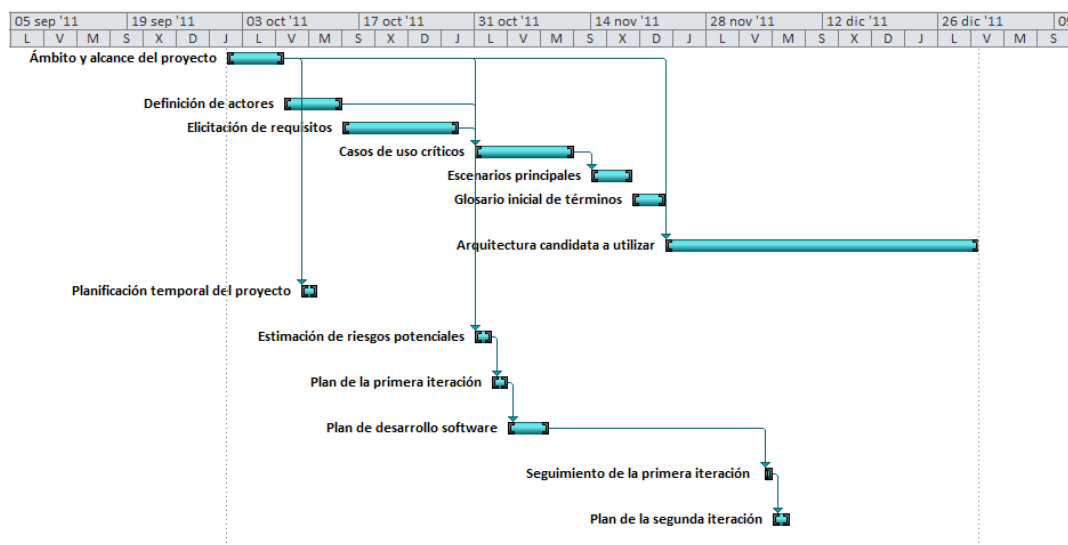 05 sep '11 19 sep '11 03 oct '11 17 oct '11 31 oct '11 14 nov '11 28 nov '11 12 dic '11 26 dic '11 09
L V M S X D J L V M S X D J L V M S X D J L V M S X D L V M S
Ámbito y alcance del proyecto
Definición de actores
Elicitación de requisitos
Casos de uso críticos
Escenarios principales
Glosario inicial de términos
Arquitectura candidata a utilizar
Planificación temporal del proyecto
Estimación de riesgos potenciales
Plan de la primera iteración
Plan de desarrollo software
Seguimiento de la primera iteración
Plan de la segunda iteración